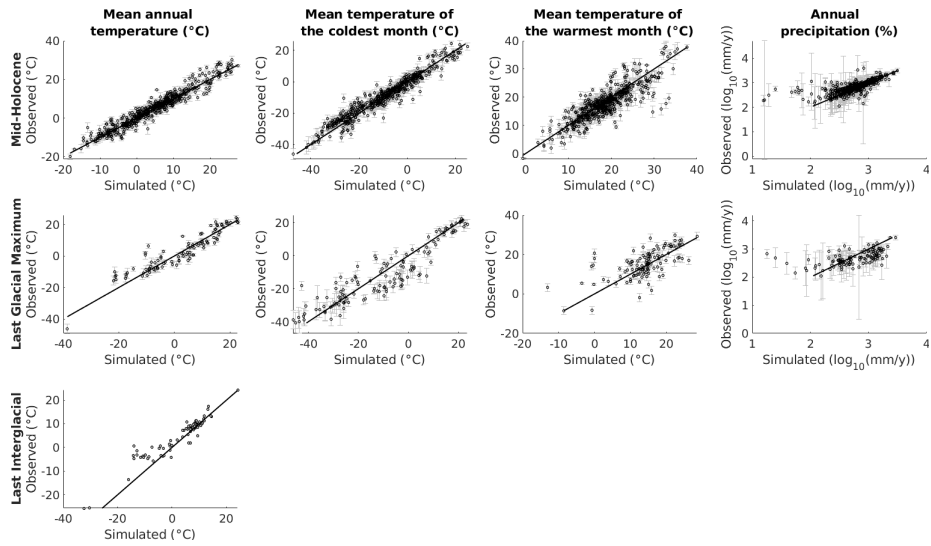 Mean annual
temperature (°C)
Mean temperature of
the coldest month (°C)
Mean temperature of
the warmest month (°C)
Annual
precipitation (%)
Mid-Holocene
Observed (°C)
40
20
0
-20
-20
0
20
Simulated (°C)
Observed (°C)
20
0
-20
-40
-40
-20
0
20
Simulated (°C)
Observed (°C)
40
30
20
10
0
0
10
20
30
40
Simulated (°C)
Observed (log10(mm/y))
4
3
2
1
0
1
2
3
4
Simulated (log10(mm/y))
Last Glacial Maximum
Observed (°C)
20
0
-20
-40
-40
-20
0
20
Simulated (°C)
Observed (°C)
20
0
-20
-40
-40
-20
0
20
Simulated (°C)
Observed (°C)
40
20
0
-20
-20
0
20
Simulated (°C)
Observed (log10(mm/y))
4
3
2
1
0
1
2
3
4
Simulated (log10(mm/y))
Last Interglacial
Observed (°C)
20
10
0
-10
-20
-40
-20
0
20
Simulated (°C)